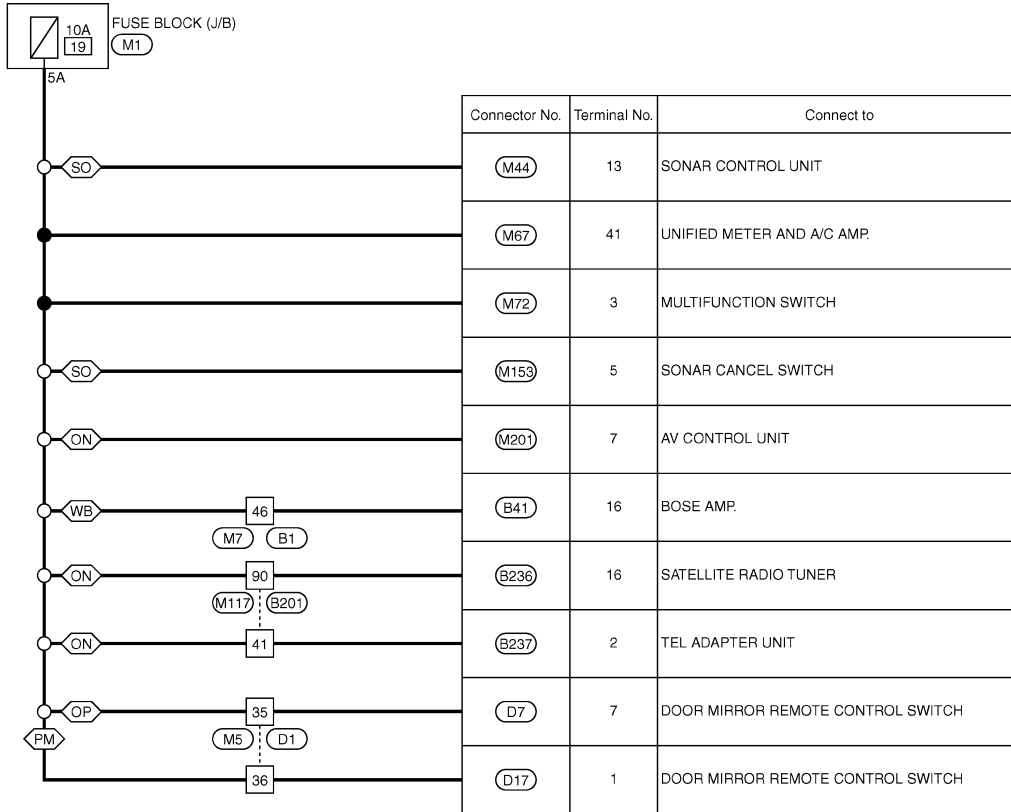 10A
19
FUSE BLOCK (J/B)
M1
5A
Connector No. Terminal No. Connect to
SO M44 13 SONAR CONTROL UNIT
M67 41 UNIFIED METER AND A/C AMP.
M72 3 MULTIFUNCTION SWITCH
SO M153 5 SONAR CANCEL SWITCH
ON M201 7 AV CONTROL UNIT
WB 46 B41 16 BOSE AMP.
M7 B1
ON 90 B236 16 SATELLITE RADIO TUNER
M117 B201
ON 41 B237 2 TEL ADAPTER UNIT
OP 35 D7 7 DOOR MIRROR REMOTE CONTROL SWITCH
PM M5 D1
36 D17 1 DOOR MIRROR REMOTE CONTROL SWITCH